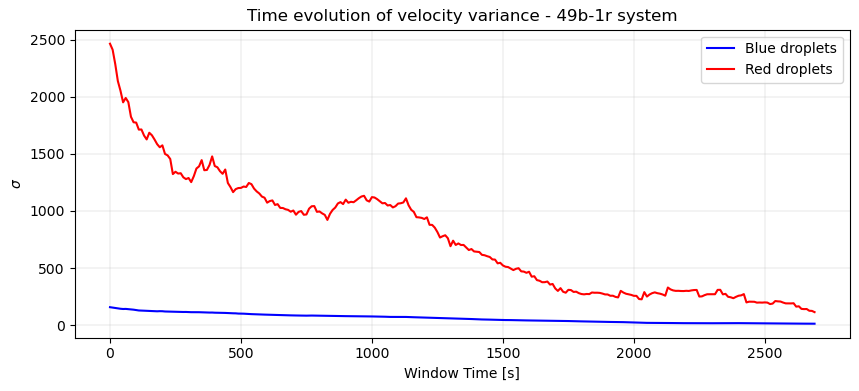 Time evolution of velocity variance - 49b-1r system
2500
2000
1500
1000
500
0
σ
Blue droplets
Red droplets
0 500 1000 1500 2000 2500
Window Time [s]